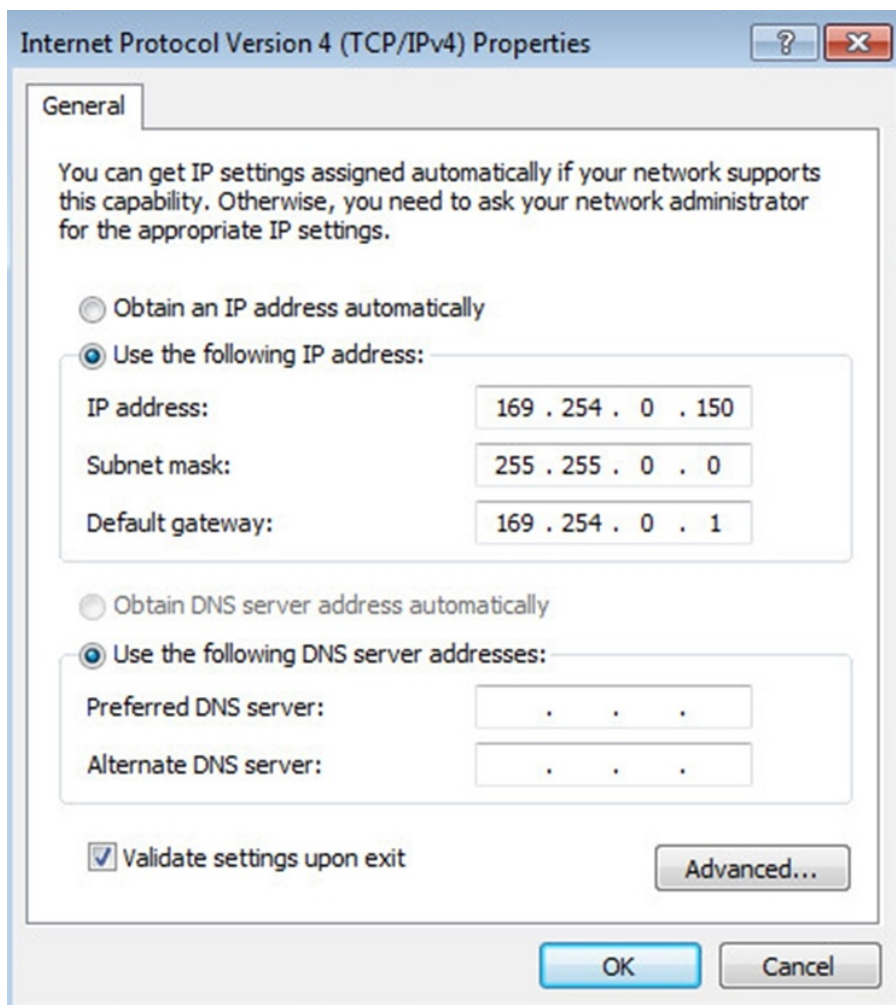 Internet Protocol Version 4 (TCP/IPv4) Properties
?
General
You can get IP settings assigned automatically if your network supports
this capability. Otherwise, you need to ask your network administrator
for the appropriate IP settings.
Obtain an IP address automatically
Use the following IP address:
IP address: 169 . 254 . 0 . 150
Subnet mask: 255 . 255 . 0 . 0
Default gateway: 169 . 254 . 0 . 1
Obtain DNS server address automatically
Use the following DNS server addresses:
Preferred DNS server: . . .
Alternate DNS server: . . .
Validate settings upon exit
Advanced...
OK Cancel